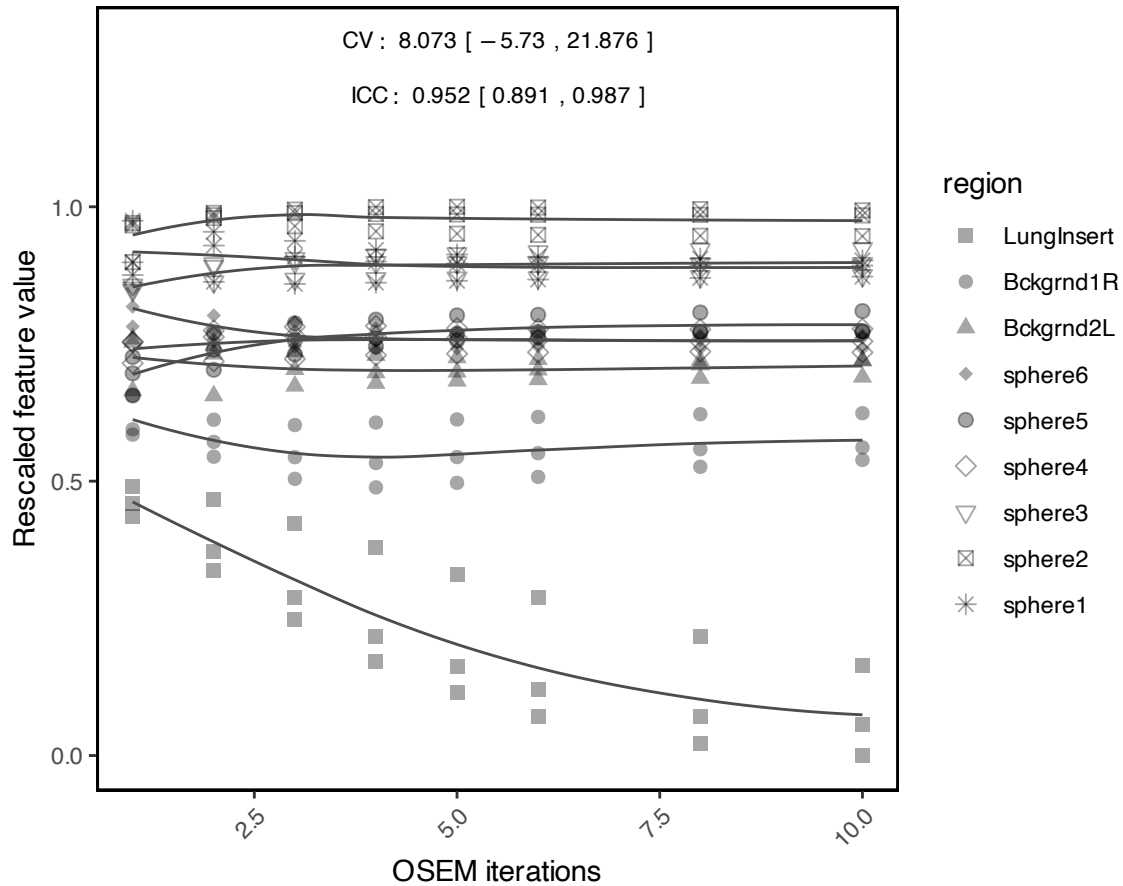 CV : 8.073 [ −5.73 , 21.876 ]
ICC : 0.952 [ 0.891 , 0.987 ]
1.0
0.5
0.0
Rescaled feature value
2.5
5.0
7.5
10.0
OSEM iterations
region
LungInsert
Bckgrnd1R
Bckgrnd2L
sphere6
sphere5
sphere4
sphere3
sphere2
sphere1